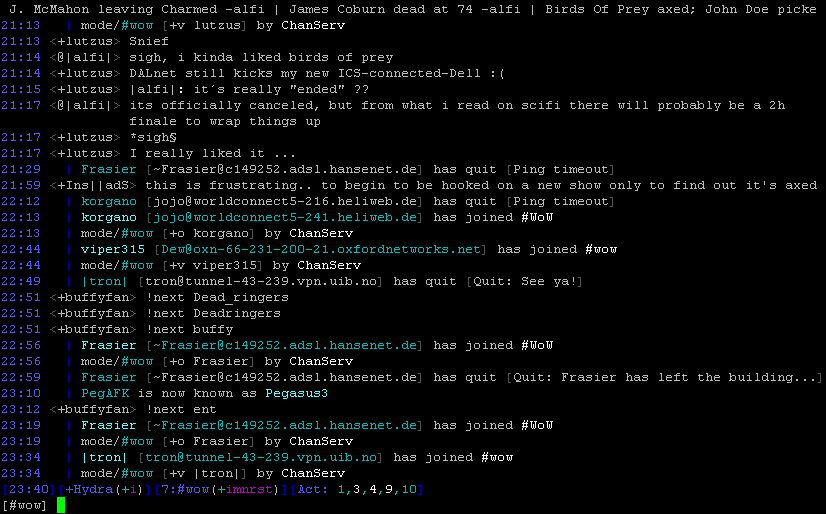 J. McMahon leaving Charmed -alfi | James Coburn dead at 74 -alfi | Birds Of Prey axed; John Doe picke
21:13 | mode/#wow [+v lutzus] by ChanServ
21:13 <+lutzus> Snief
21:14 <@|alfi|> sigh, i kinda liked birds of prey
21:14 <+lutzus> DALnet still kicks my new ICS-connected-Dell :(
21:15 <+lutzus> |alfi|: it´s really "ended" ??
21:17 <@|alfi|> its officially canceled, but from what i read on scifi there will probably be a 2h
finale to wrap things up
21:17 <+lutzus> *sigh§
21:17 <+lutzus> I really liked it ...
21:29 | Frasier [~Frasier@c149252.adsl.hansenet.de] has quit [Ping timeout]
21:59 <+Ins||adS> this is frustrating.. to begin to be hooked on a new show only to find out it's axed
22:12 | korgano [jojo@worldconnect5-216.heliweb.de] has quit [Ping timeout]
22:13 | korgano [jojo@worldconnect5-241.heliweb.de] has joined #WoW
22:13 | mode/#wow [+o korgano] by ChanServ
22:44 | viper315 [Dew@oxn-66-231-200-21.oxfordnetworks.net] has joined #wow
22:44 | mode/#wow [+v viper315] by ChanServ
22:49 | |tron| [tron@tunnel-43-239.vpn.uib.no] has quit [Quit: See ya!]
22:51 <+buffyfan> !next Dead_ringers
22:51 <+buffyfan> !next Deadringers
22:51 <+buffyfan> !next buffy
22:56 | Frasier [~Frasier@c149252.adsl.hansenet.de] has joined #WoW
22:56 | mode/#wow [+o Frasier] by ChanServ
22:59 | Frasier [~Frasier@c149252.adsl.hansenet.de] has quit [Quit: Frasier has left the building...]
23:10 | PegAFK is now known as Pegasus3
23:12 <+buffyfan> !next ent
23:19 | Frasier [~Frasier@c149252.adsl.hansenet.de] has joined #WoW
23:19 | mode/#wow [+o Frasier] by ChanServ
23:34 | |tron| [tron@tunnel-43-239.vpn.uib.no] has joined #wow
23:34 | mode/#wow [+v |tron|] by ChanServ
[23:40][+Hydra(+i)][7:#wow(+imnrst)][Act: 1,3,4,9,10]
[#wow]